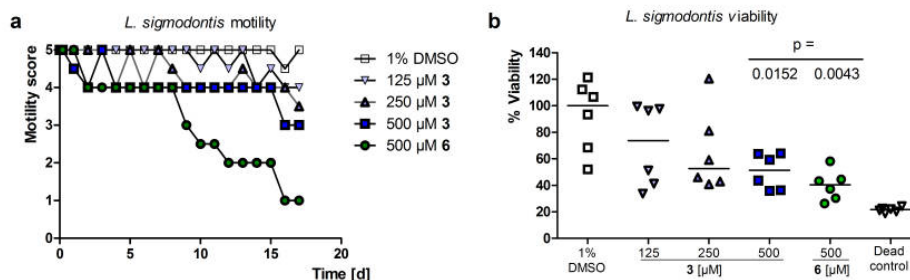 a
L. sigmodontis motility
Motility score
5
4
3
2
1
0
0
5
10
15
20
Time [d]
1% DMSO
125 µM 3
250 µM 3
500 µM 3
500 µM 6
b
L. sigmodontis viability
p =
0.0152 0.0043
% Viability
140
120
100
80
60
40
20
0
1% DMSO
125
250
500
500
3 [µM]
6 [µM]
Dead control